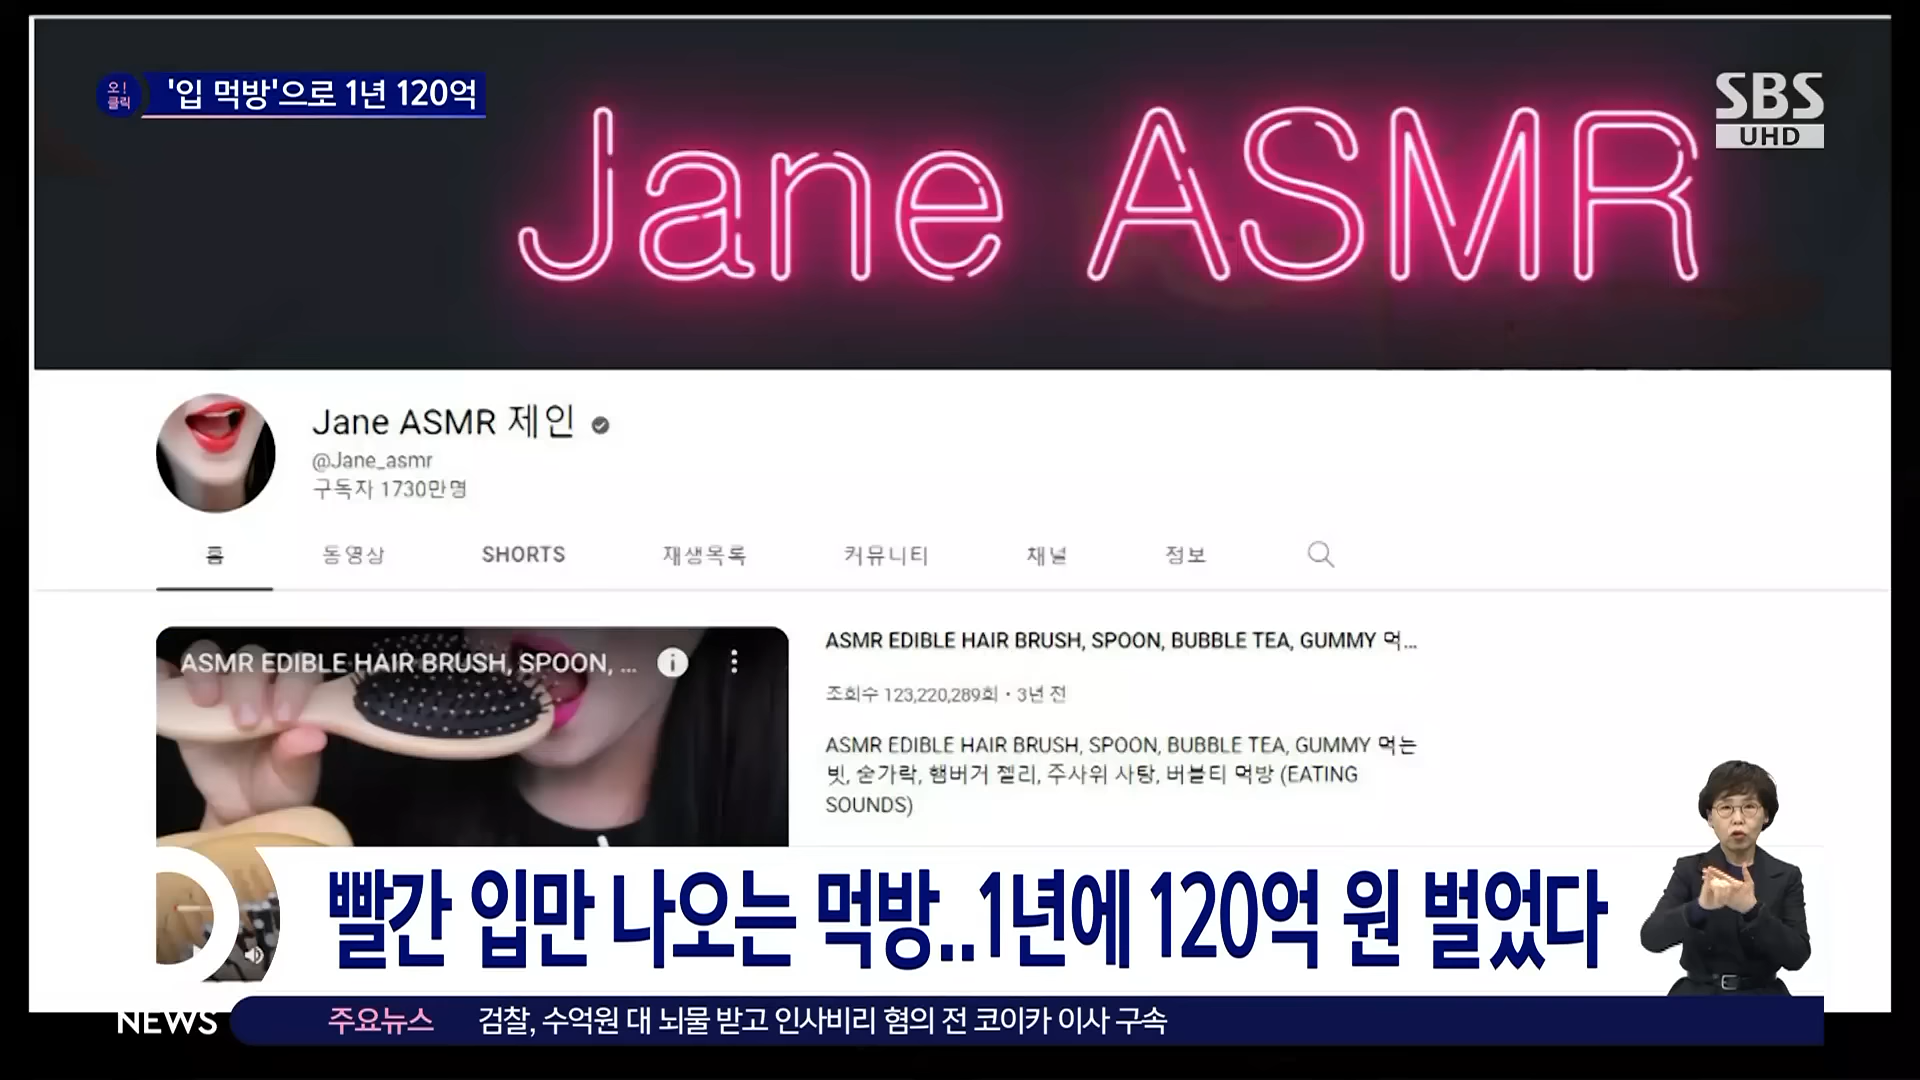 오!
클릭
'입 먹방'으로 1년 120억
Jane ASMR
SBS
UHD
Jane ASMR 제인
@Jane_asmr
구독자 1730만명
홈
동영상
SHORTS
재생목록
커뮤니티
채널
정보
ASMR EDIBLE HAIR BRUSH, SPOON, ...
ASMR EDIBLE HAIR BRUSH, SPOON, BUBBLE TEA, GUMMY 먹...
조회수 123,220,289회 • 3년 전
ASMR EDIBLE HAIR BRUSH, SPOON, BUBBLE TEA, GUMMY 먹는
빗, 숟가락, 햄버거 젤리, 주사위 사탕, 버블티 먹방 (EATING
SOUNDS)
빨간 입만 나오는 먹방..1년에 120억 원 벌었다
NEWS
주요뉴스
검찰, 수억원 대 뇌물 받고 인사비리 혐의 전 코이카 이사 구속